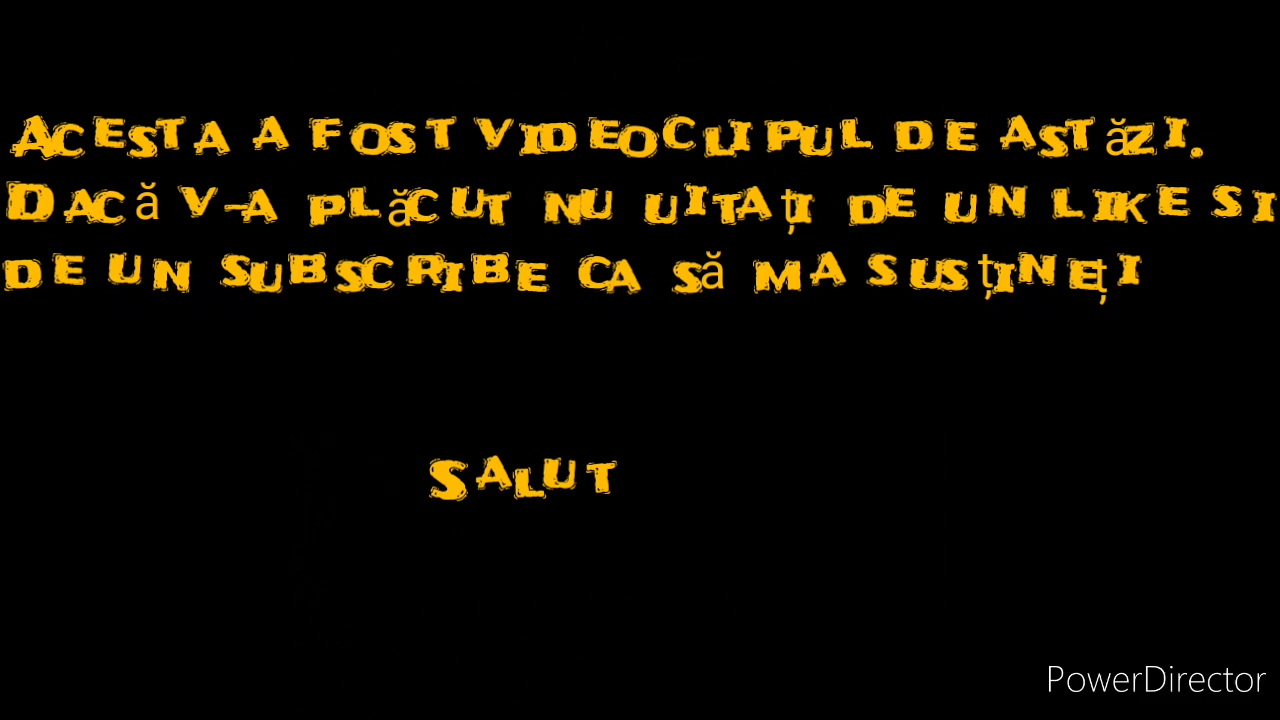 Acesta a fost videoclipul de astăzi.
Dacă v-a plăcut nu uitați de un like si
de un subscribe ca să ma susțineți
Salut
PowerDirector